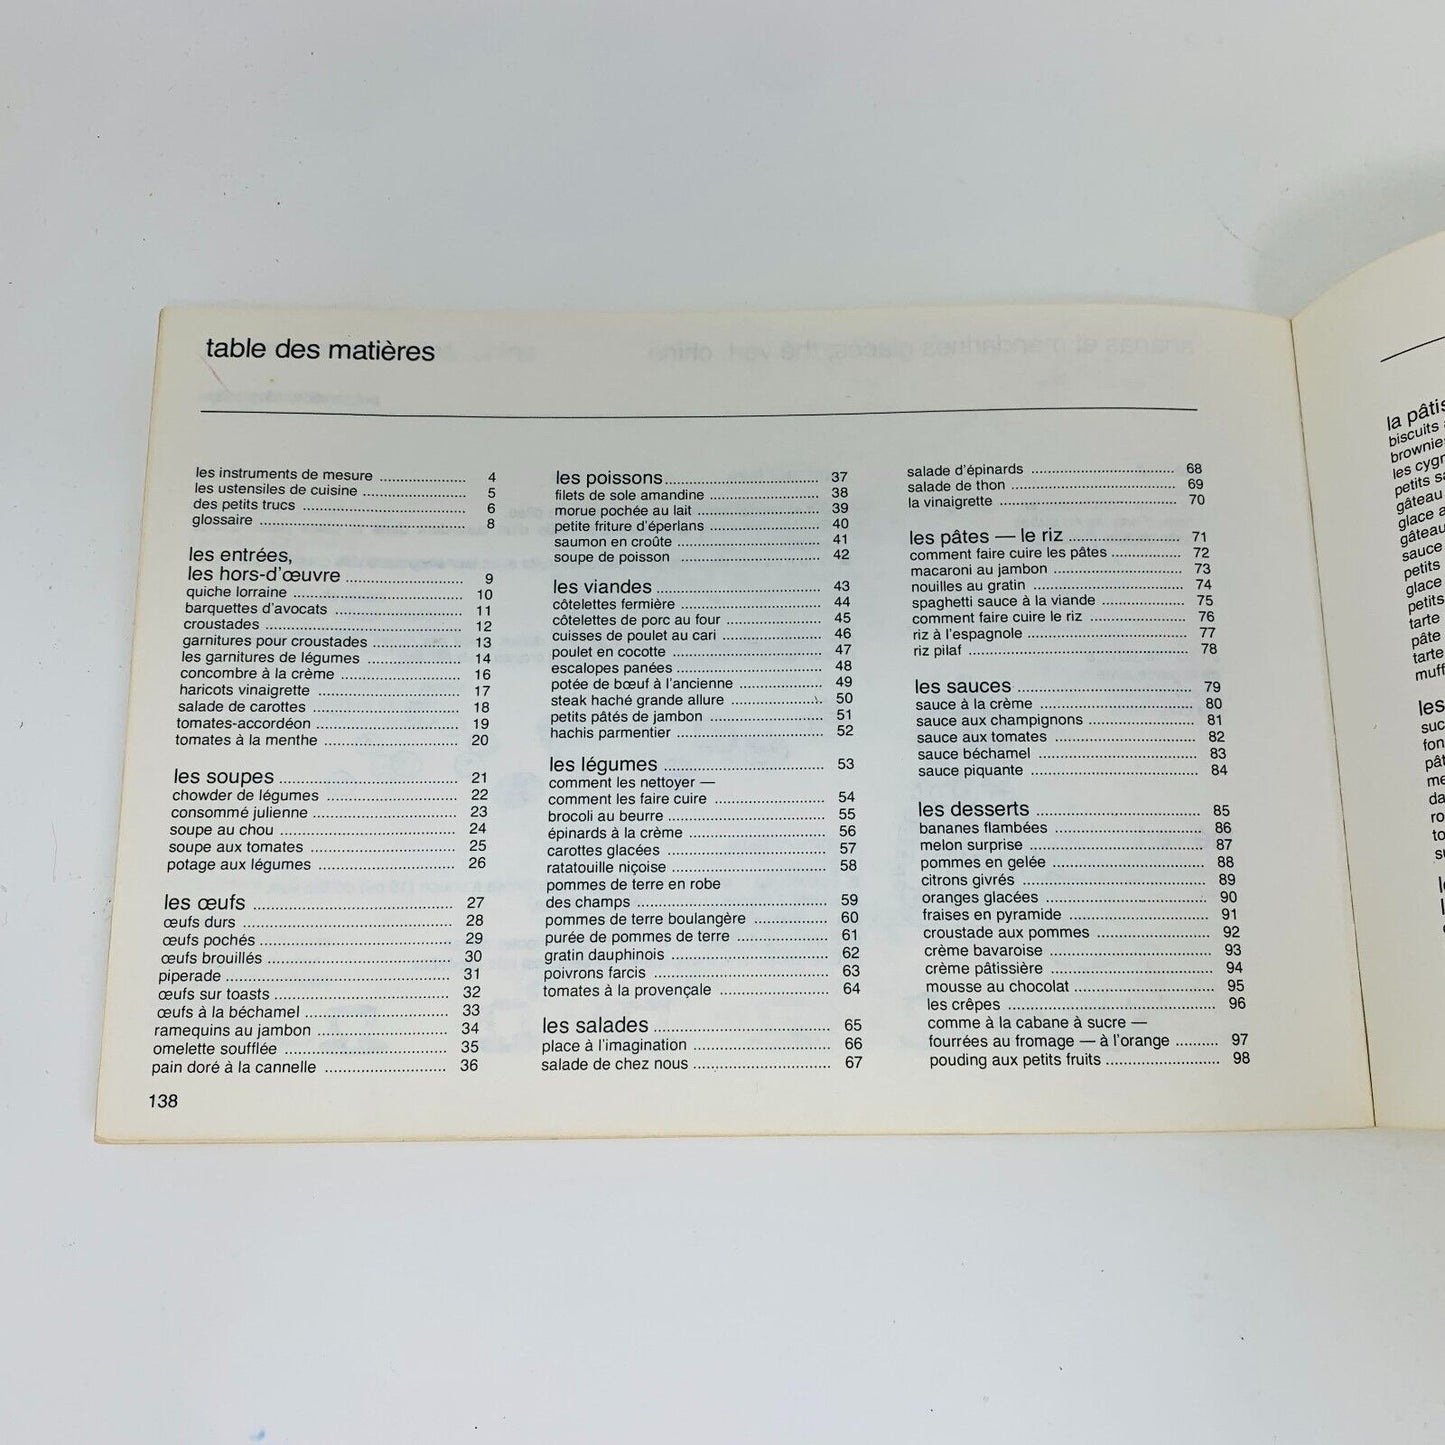 table des matières
les instruments de mesure ..................... 4
les ustensiles de cuisine ......................... 5
des petits trucs ....................................... 6
glossaire ................................................. 8
les entrées,
les hors-d'œuvre ............................ 9
quiche lorraine ........................................ 10
barquettes d'avocats ............................... 11
croustades ............................................... 12
garnitures pour croustades ..................... 13
les garnitures de légumes ...................... 14
concombre à la crème ............................ 16
haricots vinaigrette .................................. 17
salade de carottes ................................... 18
tomates-accordéon .................................. 19
tomates à la menthe ................................ 20
les soupes ........................................... 21
chowder de légumes ................................ 22
consommé julienne .................................. 23
soupe au chou ......................................... 24
soupe aux tomates .................................. 25
potage aux légumes ................................ 26
les œufs ............................................... 27
œufs durs ................................................ 28
œufs pochés ............................................ 29
œufs brouillés .......................................... 30
piperade ................................................... 31
œufs sur toasts ........................................ 32
œufs à la béchamel ................................. 33
ramequins au jambon .............................. 34
omelette soufflée ..................................... 35
pain doré à la cannelle ............................ 36
les poissons ..................................... 37
filets de sole amandine .......................... 38
morue pochée au lait ............................. 39
petite friture d'éperlans .......................... 40
saumon en croûte .................................. 41
soupe de poisson .................................. 42
les viandes ....................................... 43
côtelettes fermière ................................. 44
côtelettes de porc au four ...................... 45
cuisses de poulet au cari ....................... 46
poulet en cocotte ................................... 47
escalopes panées .................................. 48
potée de bœuf à l'ancienne ................... 49
steak haché grande allure ..................... 50
petits pâtés de jambon .......................... 51
hachis parmentier .................................. 52
les légumes ...................................... 53
comment les nettoyer —
comment les faire cuire .......................... 54
brocoli au beurre .................................... 55
épinards à la crème ............................... 56
carottes glacées ..................................... 57
ratatouille niçoise .................................... 58
pommes de terre en robe
des champs ............................................ 59
pommes de terre boulangère ................. 60
purée de pommes de terre ..................... 61
gratin dauphinois .................................... 62
poivrons farcis ........................................ 63
tomates à la provençale ......................... 64
les salades ........................................ 65
place à l'imagination ............................... 66
salade de chez nous .............................. 67
salade d'épinards ................................... 68
salade de thon ....................................... 69
la vinaigrette .......................................... 70
les pâtes — le riz ........................... 71
comment faire cuire les pâtes ................ 72
macaroni au jambon .............................. 73
nouilles au gratin .................................... 74
spaghetti sauce à la viande .................... 75
comment faire cuire le riz ....................... 76
riz à l'espagnole ..................................... 77
riz pilaf .................................................... 78
les sauces ......................................... 79
sauce à la crème .................................... 80
sauce aux champignons ......................... 81
sauce aux tomates ................................. 82
sauce béchamel ..................................... 83
sauce piquante ....................................... 84
les desserts ....................................... 85
bananes flambées .................................. 86
melon surprise ........................................ 87
pommes en gelée ................................... 88
citrons givrés .......................................... 89
oranges glacées ..................................... 90
fraises en pyramide ................................ 91
croustade aux pommes .......................... 92
crème bavaroise ..................................... 93
crème pâtissière ..................................... 94
mousse au chocolat ............................... 95
les crêpes ............................................... 96
comme à la cabane à sucre —
fourrées au fromage — à l'orange .......... 97
pouding aux petits fruits ......................... 98
138
la
biscuits
les
petits
gâteau
glace
sauce
petits
glace
petits
tarte
pâte
tarte
les